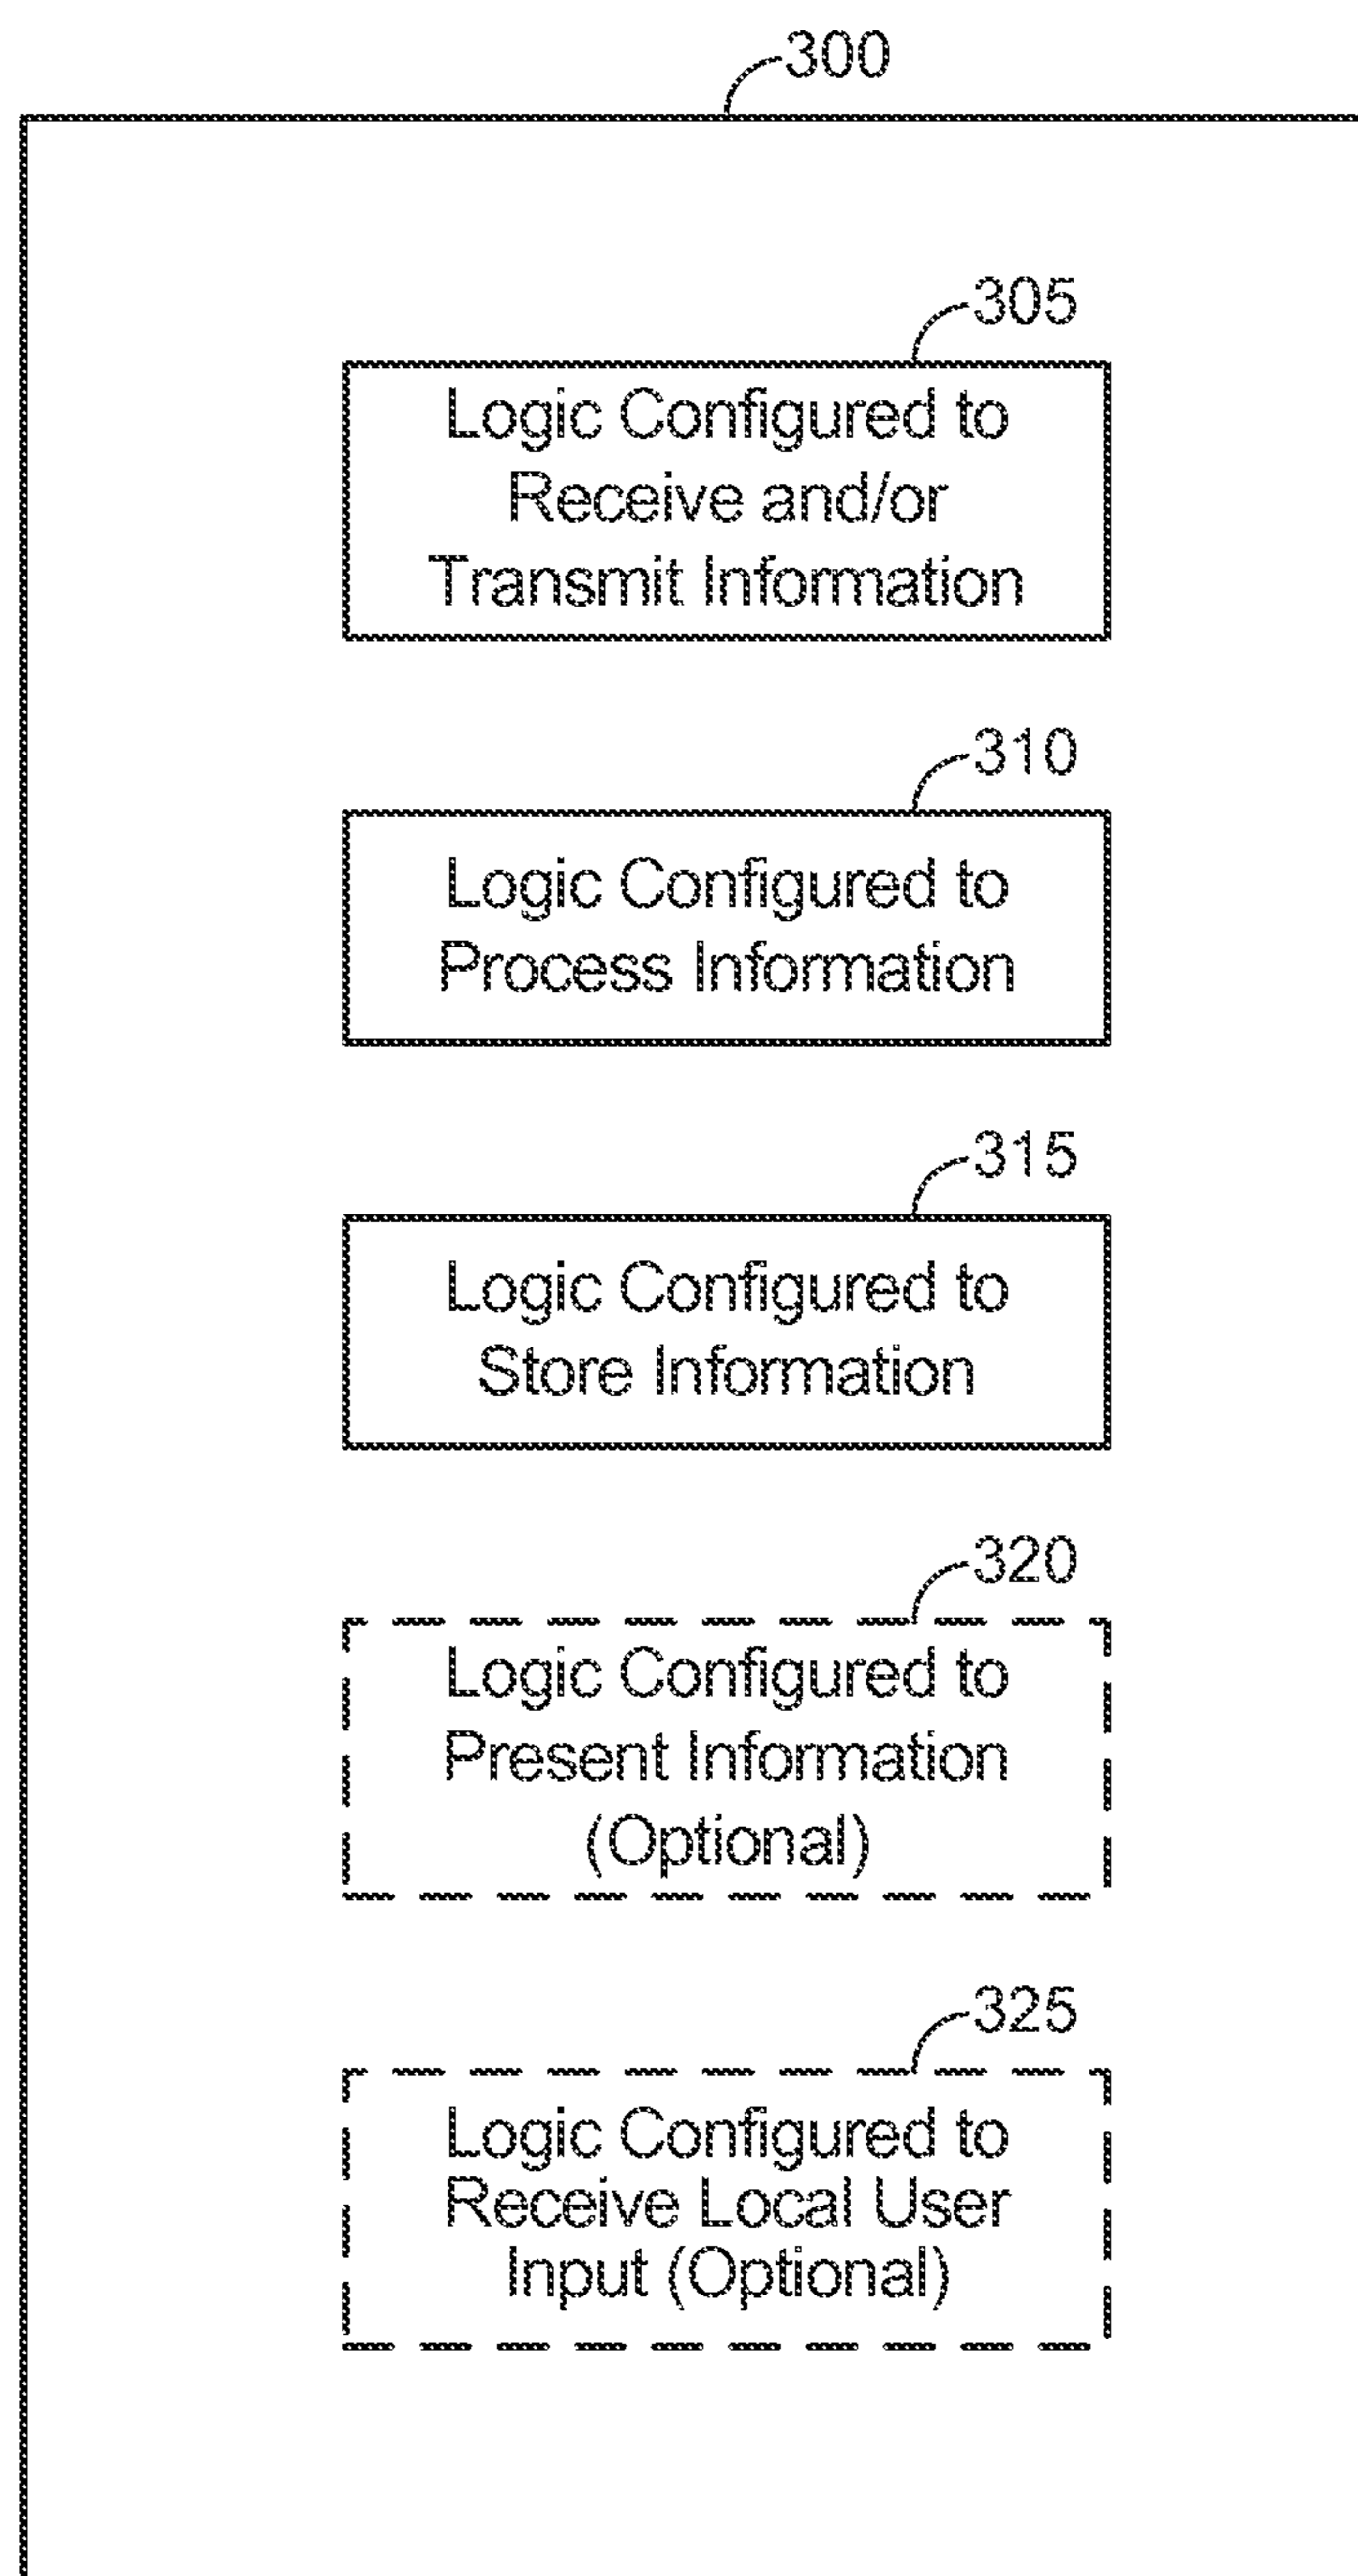 300
305
Logic Configured to
Receive and/or
Transmit Information
310
Logic Configured to
Process Information
315
Logic Configured to
Store Information
320
Logic Configured to
Present Information
(Optional)
325
Logic Configured to
Receive Local User
Input (Optional)